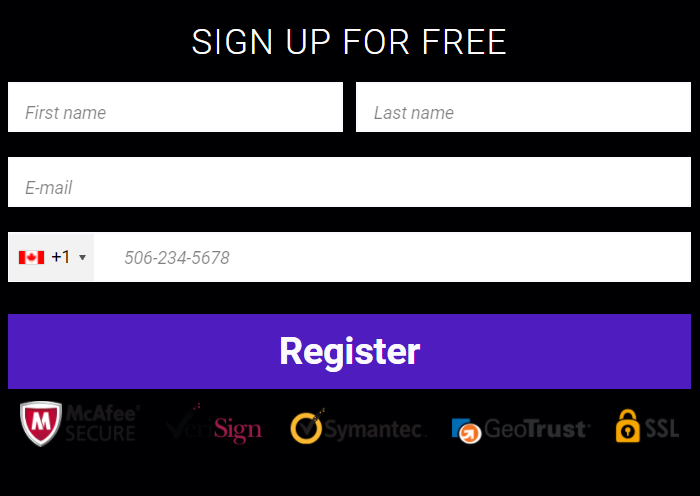 SIGN UP FOR FREE
First name Last name
E-mail
+1 506-234-5678
Register
M McAfee® SECURE VeriSign Symantec. GeoTrust® SSL